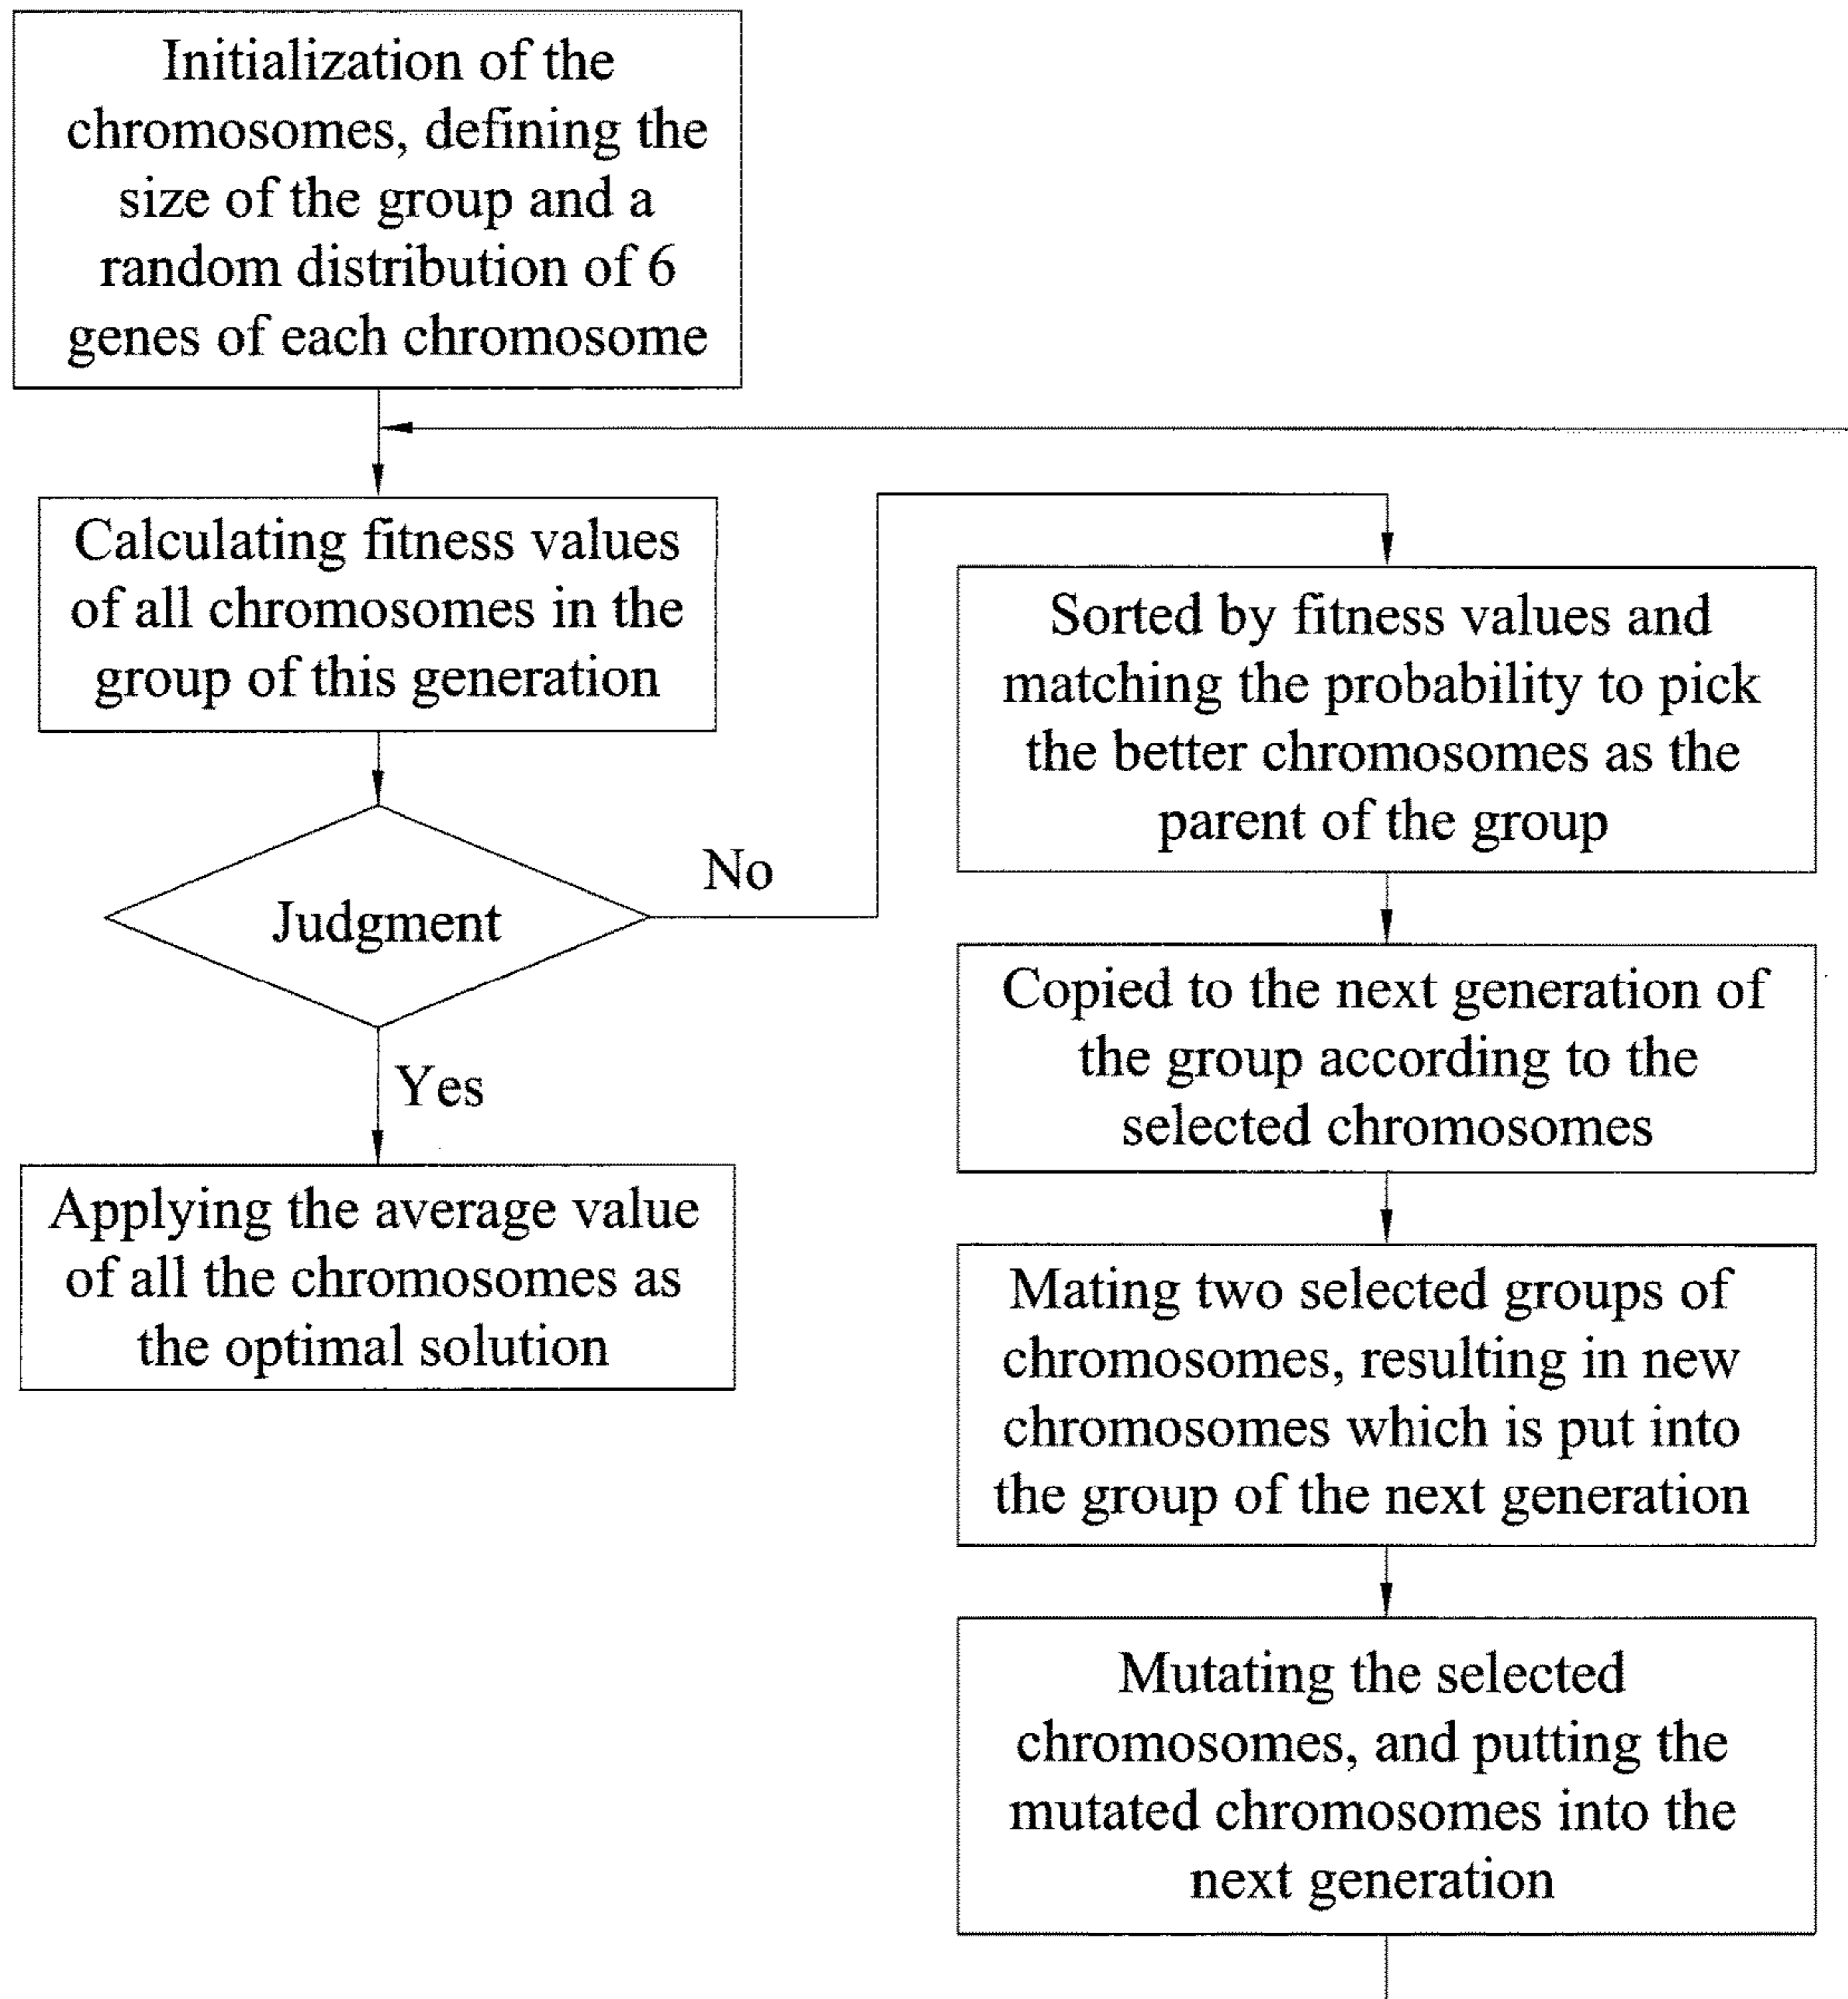 Initialization of the
chromosomes, defining the
size of the group and a
random distribution of 6
genes of each chromosome
Calculating fitness values
of all chromosomes in the
group of this generation
Judgment
No
Yes
Applying the average value
of all the chromosomes as
the optimal solution
Sorted by fitness values and
matching the probability to pick
the better chromosomes as the
parent of the group
Copied to the next generation of
the group according to the
selected chromosomes
Mating two selected groups of
chromosomes, resulting in new
chromosomes which is put into
the group of the next generation
Mutating the selected
chromosomes, and putting the
mutated chromosomes into the
next generation